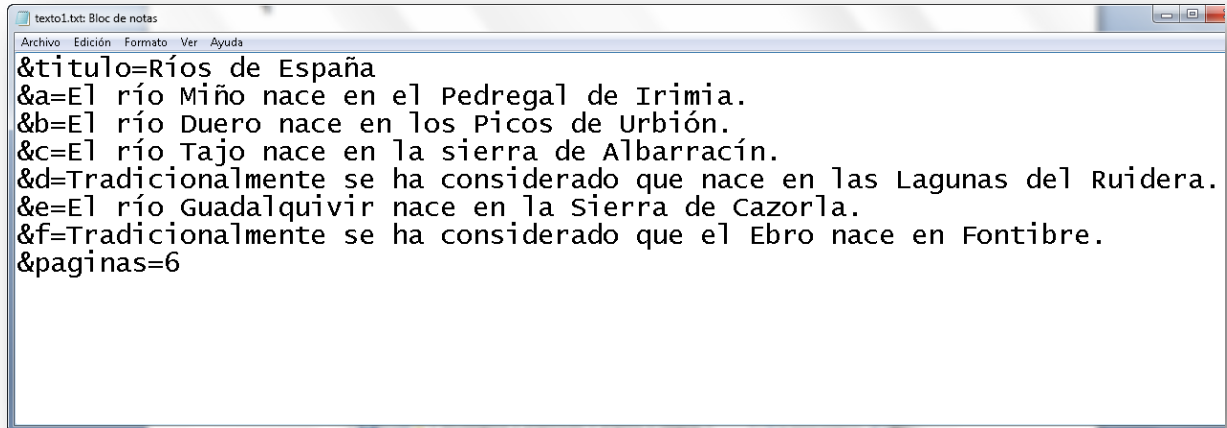 texto1.txt: Bloc de notas
Archivo Edición Formato Ver Ayuda
&titulo=Ríos de España
&a=El río Miño nace en el Pedregal de Irimia.
&b=El río Duero nace en los Picos de Urbión.
&c=El río Tajo nace en la sierra de Albarracín.
&d=Tradicionalmente se ha considerado que nace en las Lagunas del Ruidera.
&e=El río Guadalquivir nace en la Sierra de Cazorla.
&f=Tradicionalmente se ha considerado que el Ebro nace en Fontibre.
&paginas=6